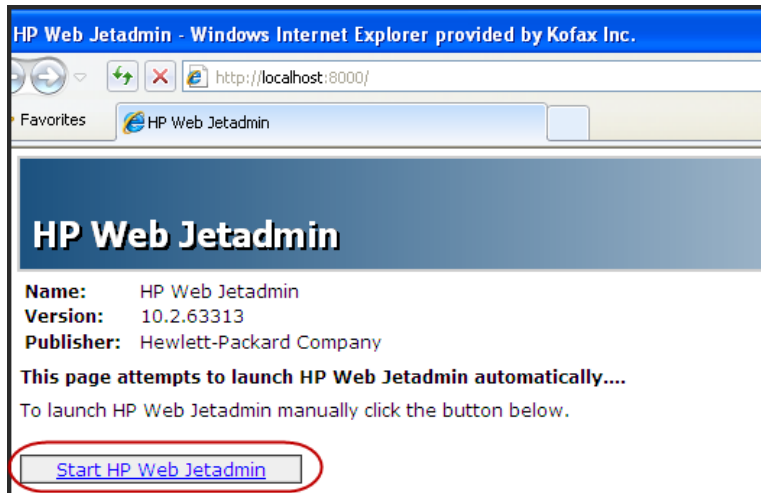 HP Web Jetadmin - Windows Internet Explorer provided by Kofax Inc.
http://localhost:8000/
Favorites
HP Web Jetadmin
HP Web Jetadmin
Name: HP Web Jetadmin
Version: 10.2.63313
Publisher: Hewlett-Packard Company
This page attempts to launch HP Web Jetadmin automatically....
To launch HP Web Jetadmin manually click the button below.
Start HP Web Jetadmin